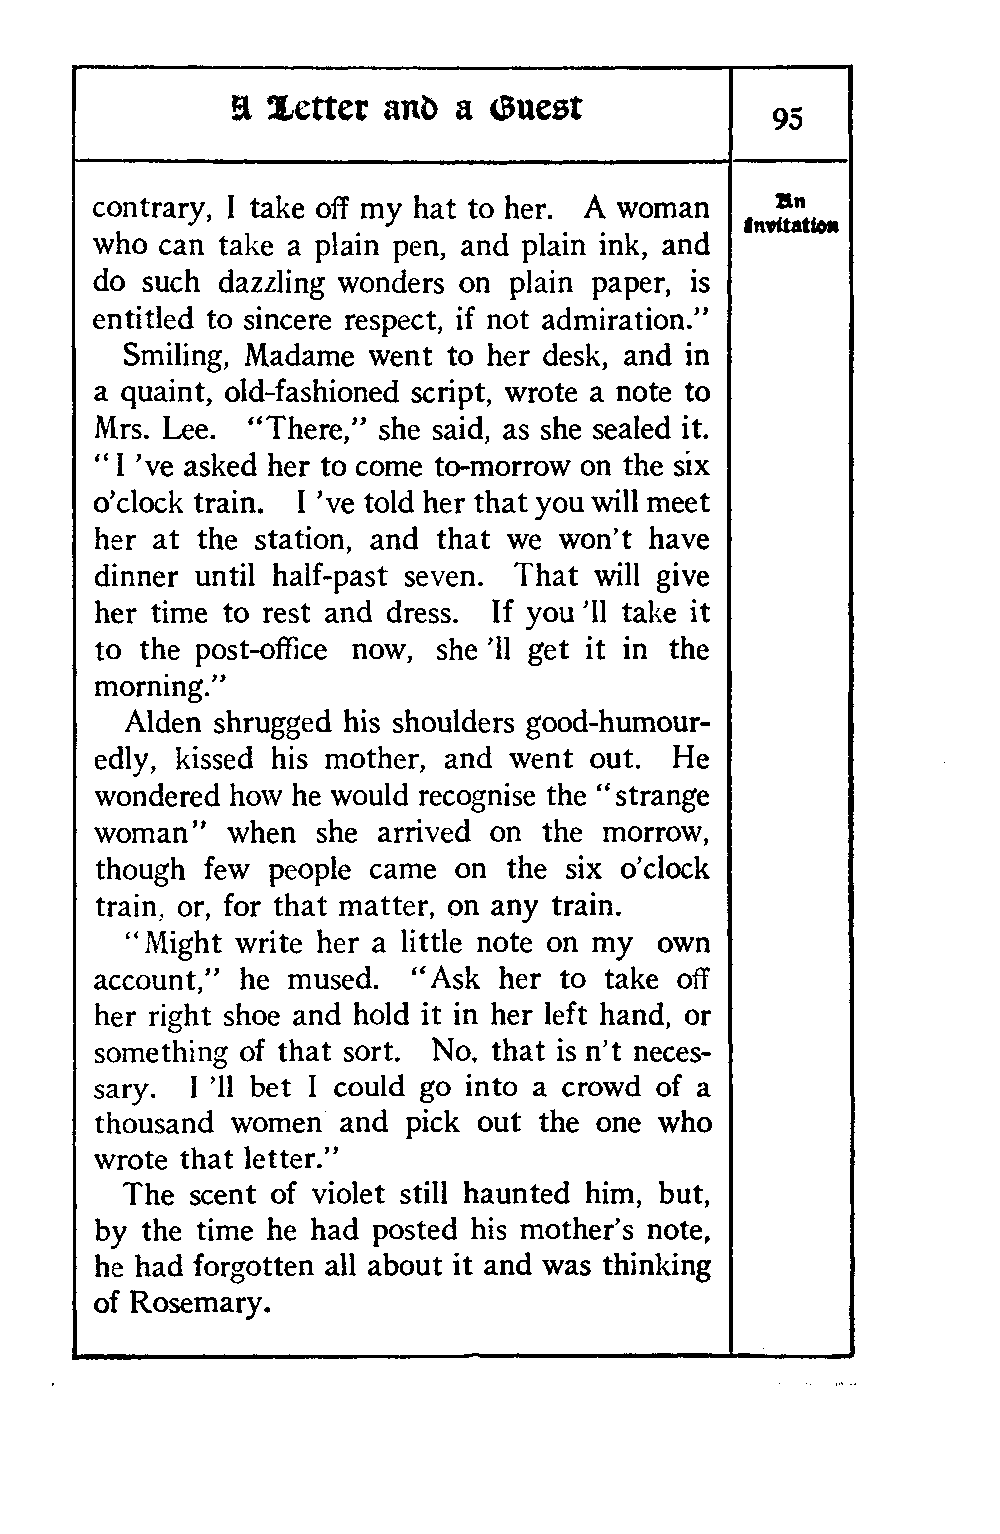 A Letter and a Guest
95
An
Invitation
contrary, I take off my hat to her. A woman
who can take a plain pen, and plain ink, and
do such dazzling wonders on plain paper, is
entitled to sincere respect, if not admiration."
Smiling, Madame went to her desk, and in
a quaint, old-fashioned script, wrote a note to
Mrs. Lee. "There," she said, as she sealed it.
"I 've asked her to come to-morrow on the six
o'clock train. I 've told her that you will meet
her at the station, and that we won't have
dinner until half-past seven. That will give
her time to rest and dress. If you 'll take it
to the post-office now, she 'll get it in the
morning."
Alden shrugged his shoulders good-humour-
edly, kissed his mother, and went out. He
wondered how he would recognise the "strange
woman" when she arrived on the morrow,
though few people came on the six o'clock
train, or, for that matter, on any train.
"Might write her a little note on my own
account," he mused. "Ask her to take off
her right shoe and hold it in her left hand, or
something of that sort. No, that is n't neces-
sary. I 'll bet I could go into a crowd of a
thousand women and pick out the one who
wrote that letter."
The scent of violet still haunted him, but,
by the time he had posted his mother's note,
he had forgotten all about it and was thinking
of Rosemary.